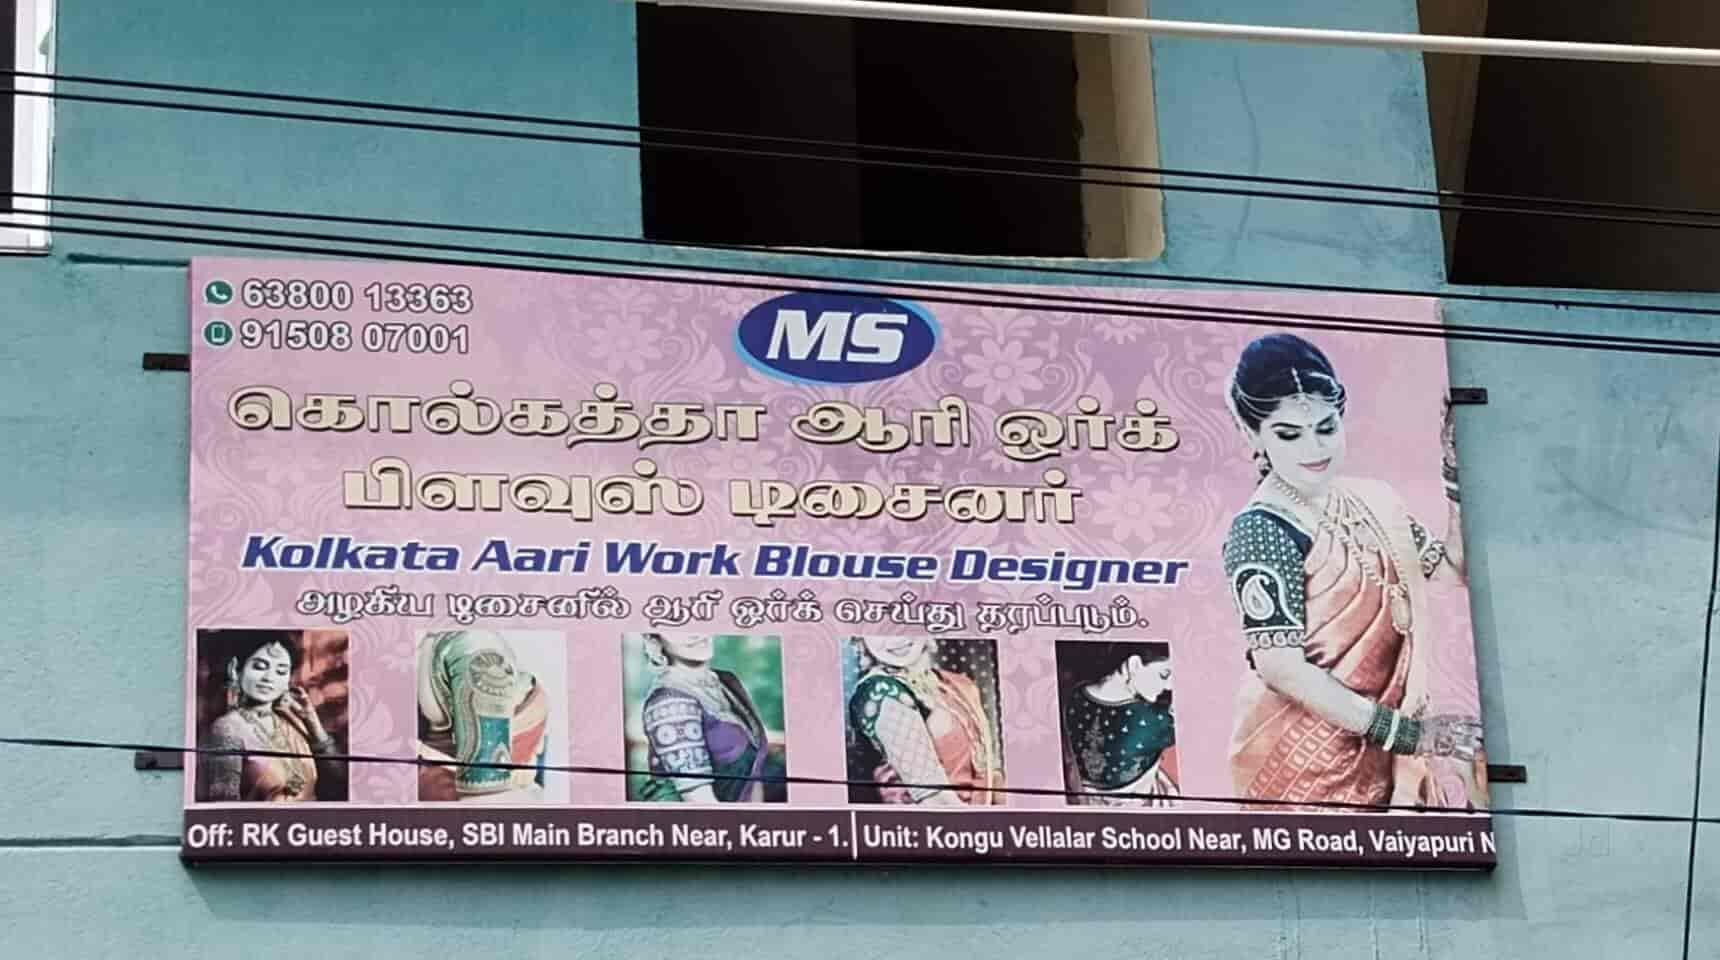 63800 13363
91508 07001
MS
கொல்கத்தா ஆரி ஒர்க்
பிளவுஸ் டிசைனர்
Kolkata Aari Work Blouse Designer
அழகிய டிசைனில் ஆரி ஒர்க் செய்து தரப்படும்.
Off: RK Guest House, SBI Main Branch Near, Karur - 1. Unit: Kongu Vellalar School Near, MG Road, Vaiyapuri N